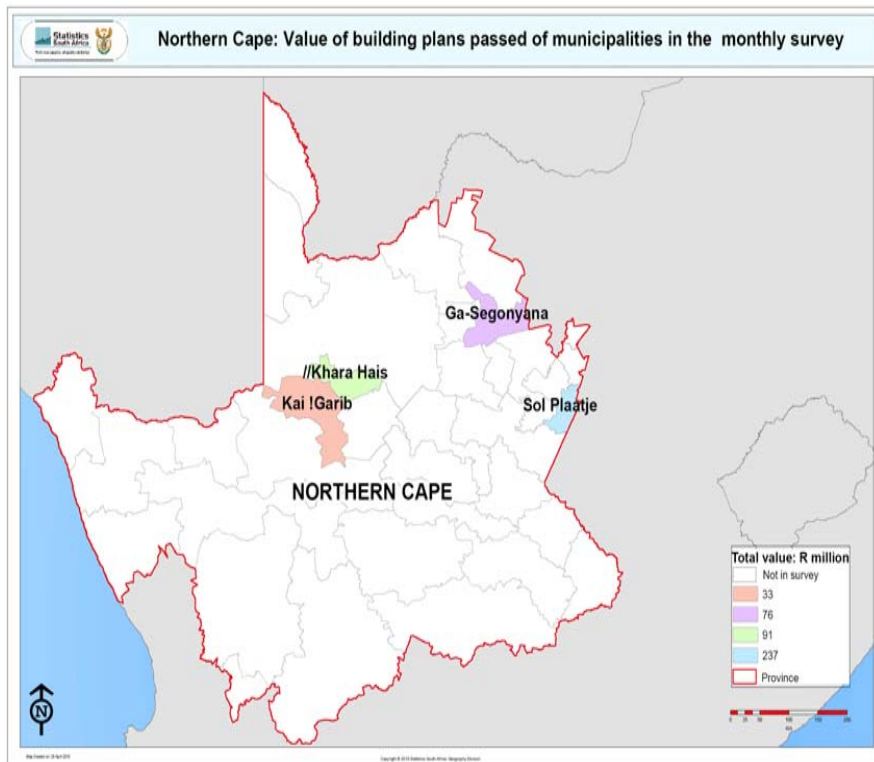 Statistics
South Africa
Northern Cape: Value of building plans passed of municipalities in the monthly survey
Ga-Segonyana
//Khara Hais
Kai !Garib
Sol Plaatje
NORTHERN CAPE
Total value: R million
Not in survey
33
76
91
237
Province
N